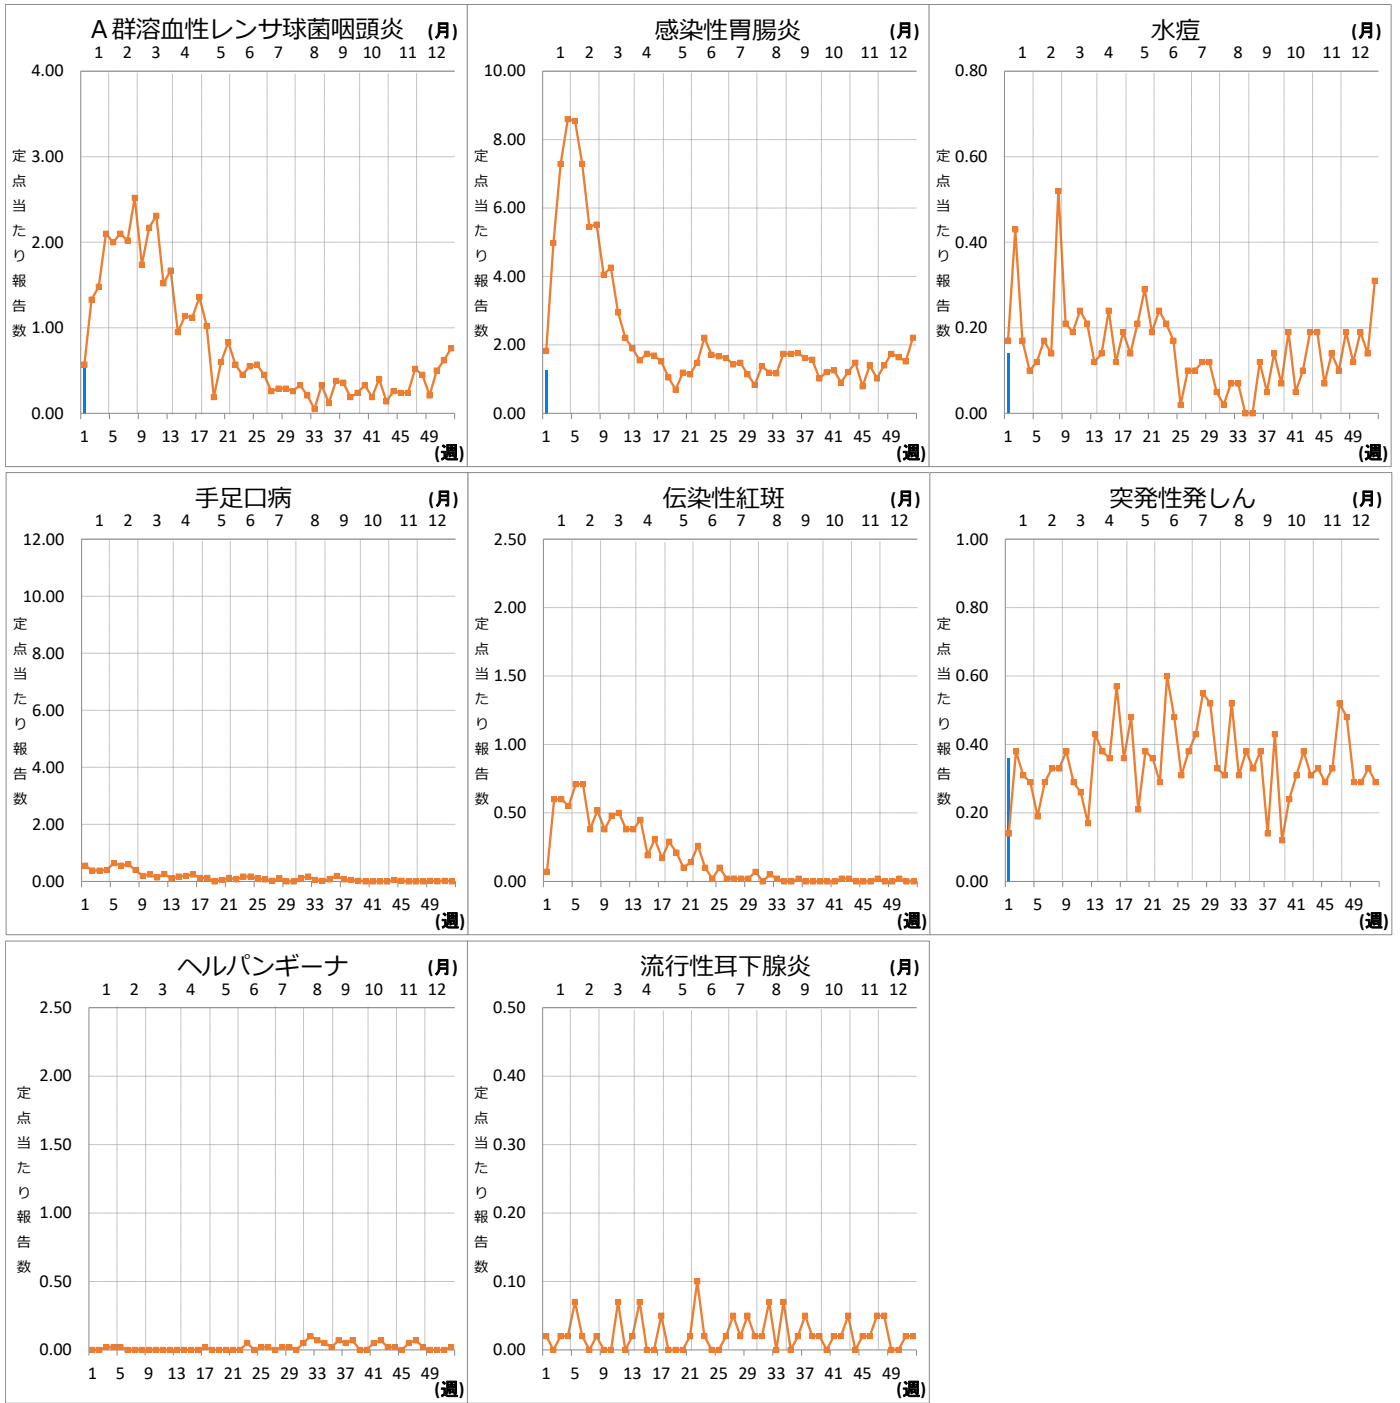 A群溶血性レンサ球菌咽頭炎 (月)
1 2 3 4 5 6 7 8 9 10 11 12
4.00
3.00
2.00
1.00
0.00
定点当たり報告数
1 5 9 13 17 21 25 29 33 37 41 45 49
(週)
感染性胃腸炎 (月)
1 2 3 4 5 6 7 8 9 10 11 12
10.00
8.00
6.00
4.00
2.00
0.00
定点当たり報告数
1 5 9 13 17 21 25 29 33 37 41 45 49
(週)
水痘 (月)
1 2 3 4 5 6 7 8 9 10 11 12
0.80
0.60
0.40
0.20
0.00
定点当たり報告数
1 5 9 13 17 21 25 29 33 37 41 45 49
(週)
手足口病 (月)
1 2 3 4 5 6 7 8 9 10 11 12
12.00
10.00
8.00
6.00
4.00
2.00
0.00
定点当たり報告数
1 5 9 13 17 21 25 29 33 37 41 45 49
(週)
伝染性紅斑 (月)
1 2 3 4 5 6 7 8 9 10 11 12
2.50
2.00
1.50
1.00
0.50
0.00
定点当たり報告数
1 5 9 13 17 21 25 29 33 37 41 45 49
(週)
突発性発しん (月)
1 2 3 4 5 6 7 8 9 10 11 12
1.00
0.80
0.60
0.40
0.20
0.00
定点当たり報告数
1 5 9 13 17 21 25 29 33 37 41 45 49
(週)
ヘルパンギーナ (月)
1 2 3 4 5 6 7 8 9 10 11 12
2.50
2.00
1.50
1.00
0.50
0.00
定点当たり報告数
1 5 9 13 17 21 25 29 33 37 41 45 49
(週)
流行性耳下腺炎 (月)
1 2 3 4 5 6 7 8 9 10 11 12
0.50
0.40
0.30
0.20
0.10
0.00
定点当たり報告数
1 5 9 13 17 21 25 29 33 37 41 45 49
(週)